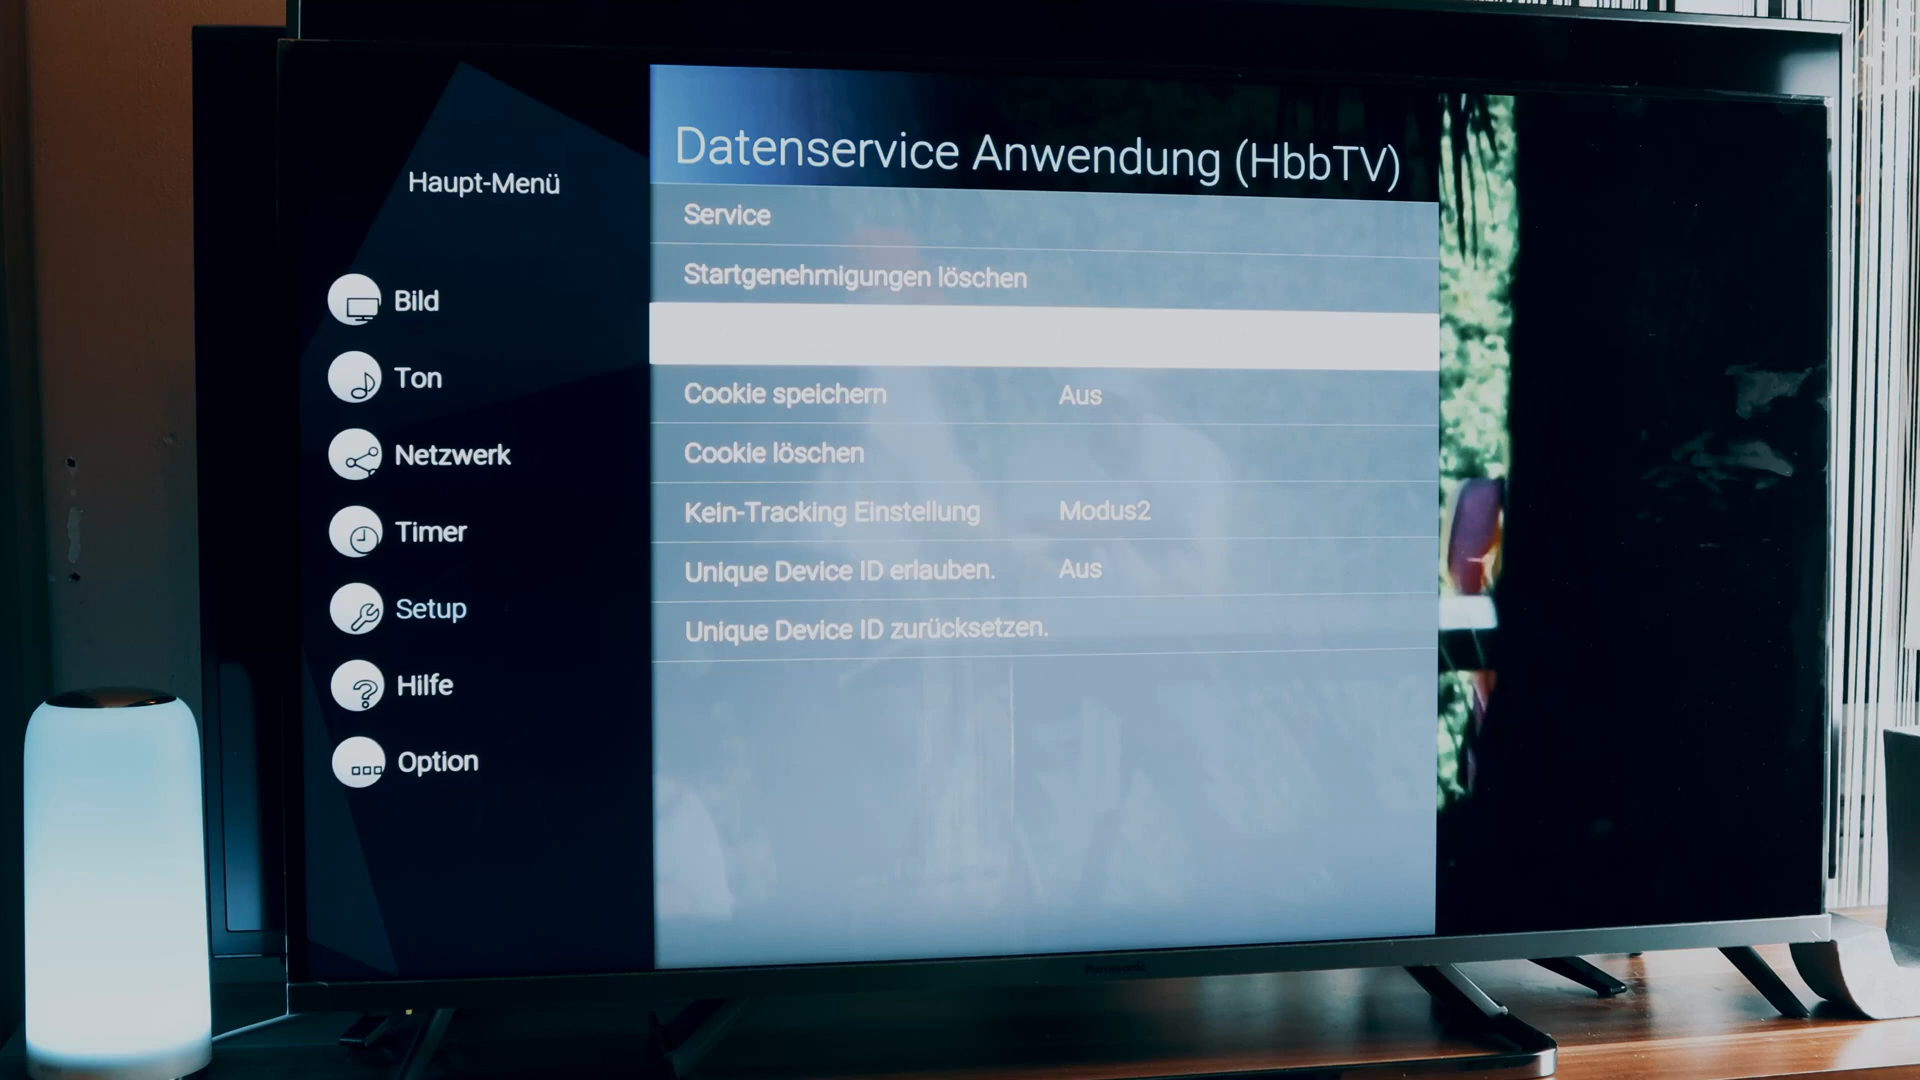 Haupt-Menü
Bild
Ton
Netzwerk
Timer
Setup
Hilfe
Option
Datenservice Anwendung (HbbTV)
Service
Startgenehmigungen löschen
Cookie speichern Aus
Cookie löschen
Kein-Tracking Einstellung Modus2
Unique Device ID erlauben. Aus
Unique Device ID zurücksetzen.
Panasonic